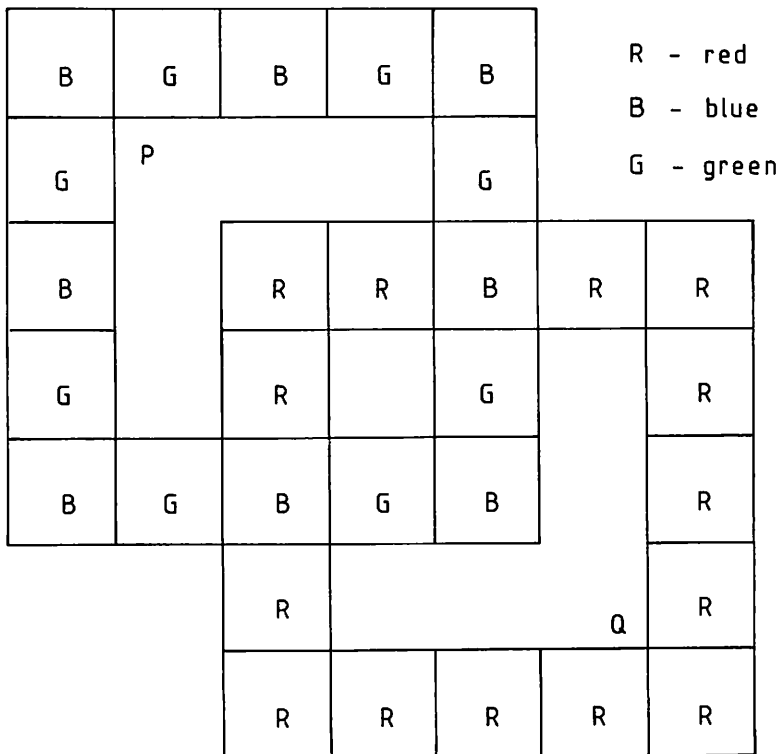 B G B G B
R - red
B - blue
G - green
G P G
B R R B R R
G R G R
B G B G B R
R Q R
R R R R R